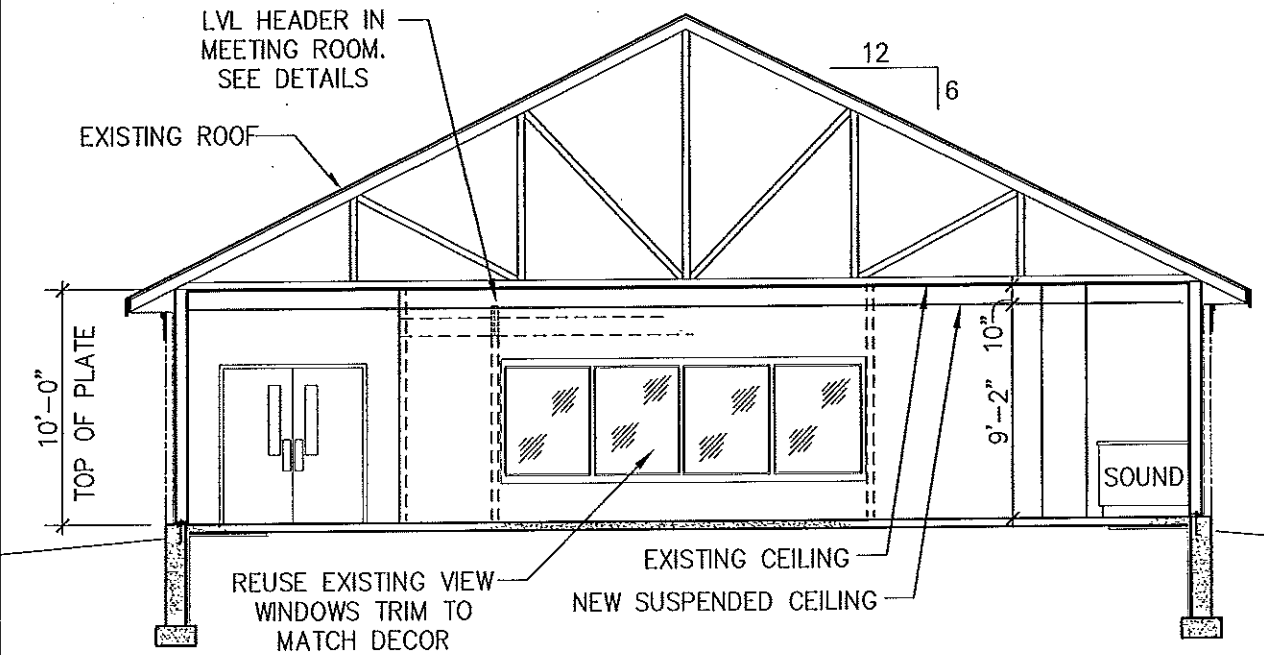 LVL HEADER IN
MEETING ROOM.
SEE DETAILS
12
6
EXISTING ROOF
10'-0"
TOP OF PLATE
10"
9'-2"
SOUND
REUSE EXISTING VIEW
WINDOWS TRIM TO
MATCH DECOR
EXISTING CEILING
NEW SUSPENDED CEILING